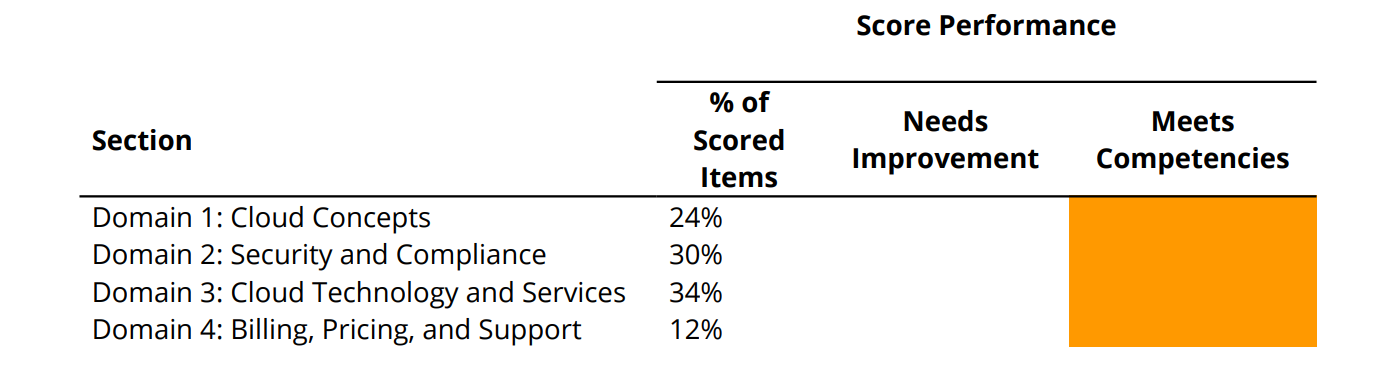 Score Performance
Section
% of
Scored
Items
Needs
Improvement
Meets
Competencies
Domain 1: Cloud Concepts 24%
Domain 2: Security and Compliance 30%
Domain 3: Cloud Technology and Services 34%
Domain 4: Billing, Pricing, and Support 12%